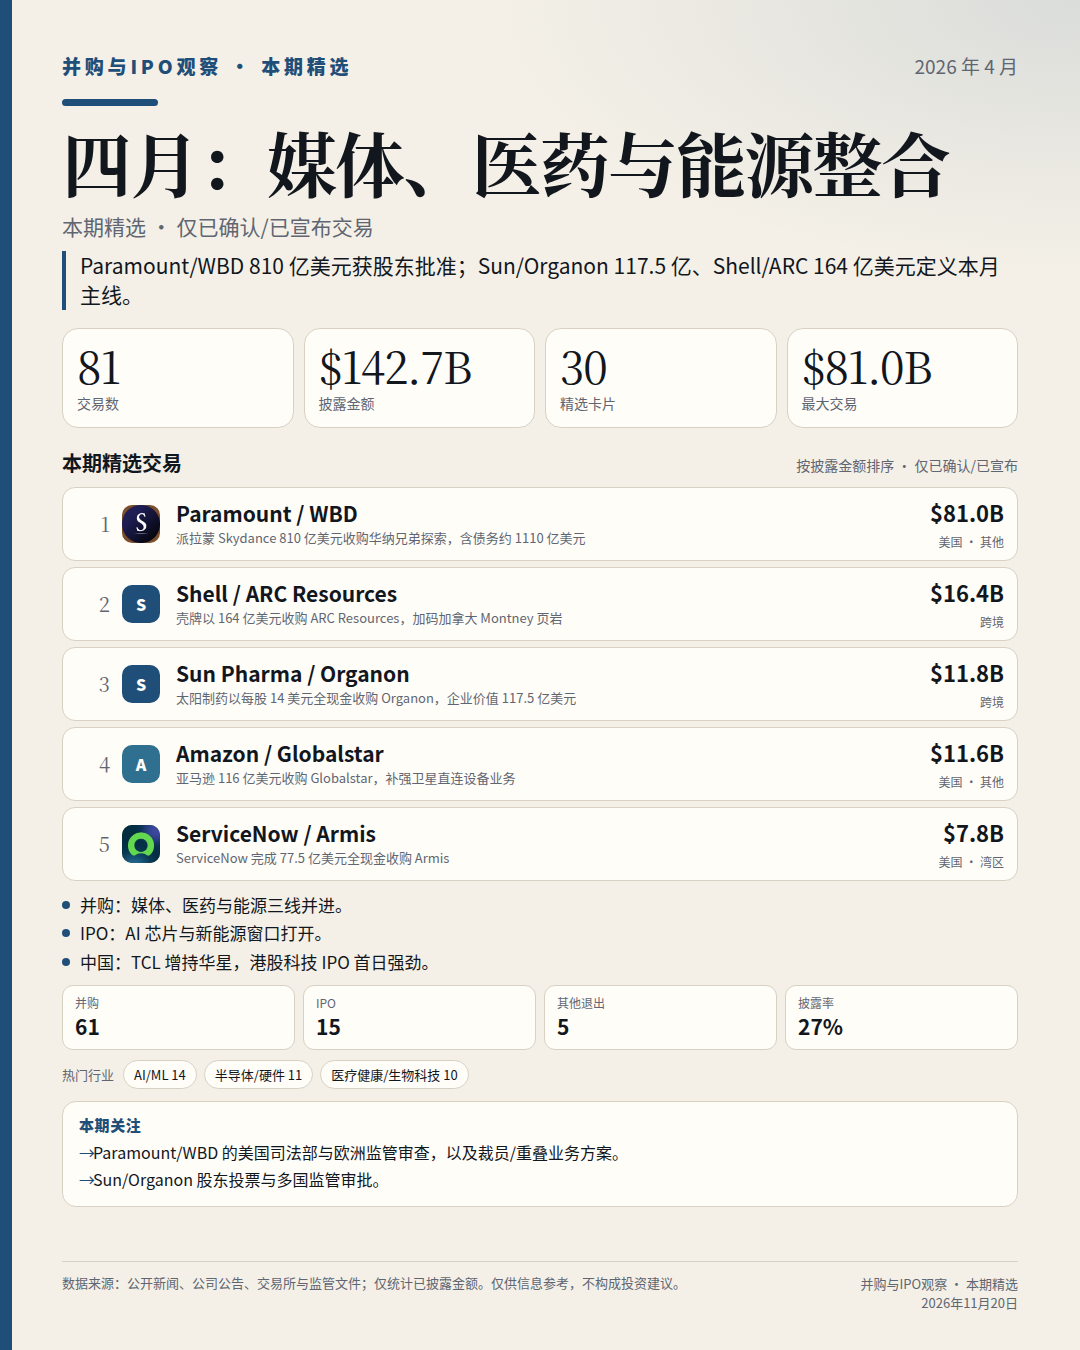 并购与IPO观察 · 本期精选
2026 年 4 月
四月：媒体、医药与能源整合
本期精选 · 仅已确认/已宣布交易
Paramount/WBD 810 亿美元获股东批准；Sun/Organon 117.5 亿、Shell/ARC 164 亿美元定义本月
主线。
81
交易数
$142.7B
披露金额
30
精选卡片
$81.0B
最大交易
本期精选交易
按披露金额排序 · 仅已确认/已宣布
1
S
Paramount / WBD
派拉蒙 Skydance 810 亿美元收购华纳兄弟探索，含债务约 1110 亿美元
$81.0B
美国 · 其他
2
S
Shell / ARC Resources
壳牌以 164 亿美元收购 ARC Resources，加码加拿大 Montney 页岩
$16.4B
跨境
3
S
Sun Pharma / Organon
太阳制药以每股 14 美元全现金收购 Organon，企业价值 117.5 亿美元
$11.8B
跨境
4
A
Amazon / Globalstar
亚马逊 116 亿美元收购 Globalstar，补强卫星直连设备业务
$11.6B
美国 · 其他
5
ServiceNow / Armis
ServiceNow 完成 77.5 亿美元全现金收购 Armis
$7.8B
美国 · 湾区
并购：媒体、医药与能源三线并进。
IPO：AI 芯片与新能源窗口打开。
中国：TCL 增持华星，港股科技 IPO 首日强劲。
并购
61
IPO
15
其他退出
5
披露率
27%
热门行业
AI/ML 14
半导体/硬件 11
医疗健康/生物科技 10
本期关注
→Paramount/WBD 的美国司法部与欧洲监管审查，以及裁员/重叠业务方案。
→Sun/Organon 股东投票与多国监管审批。
数据来源：公开新闻、公司公告、交易所与监管文件；仅统计已披露金额。仅供信息参考，不构成投资建议。
并购与IPO观察 · 本期精选
2026年11月20日